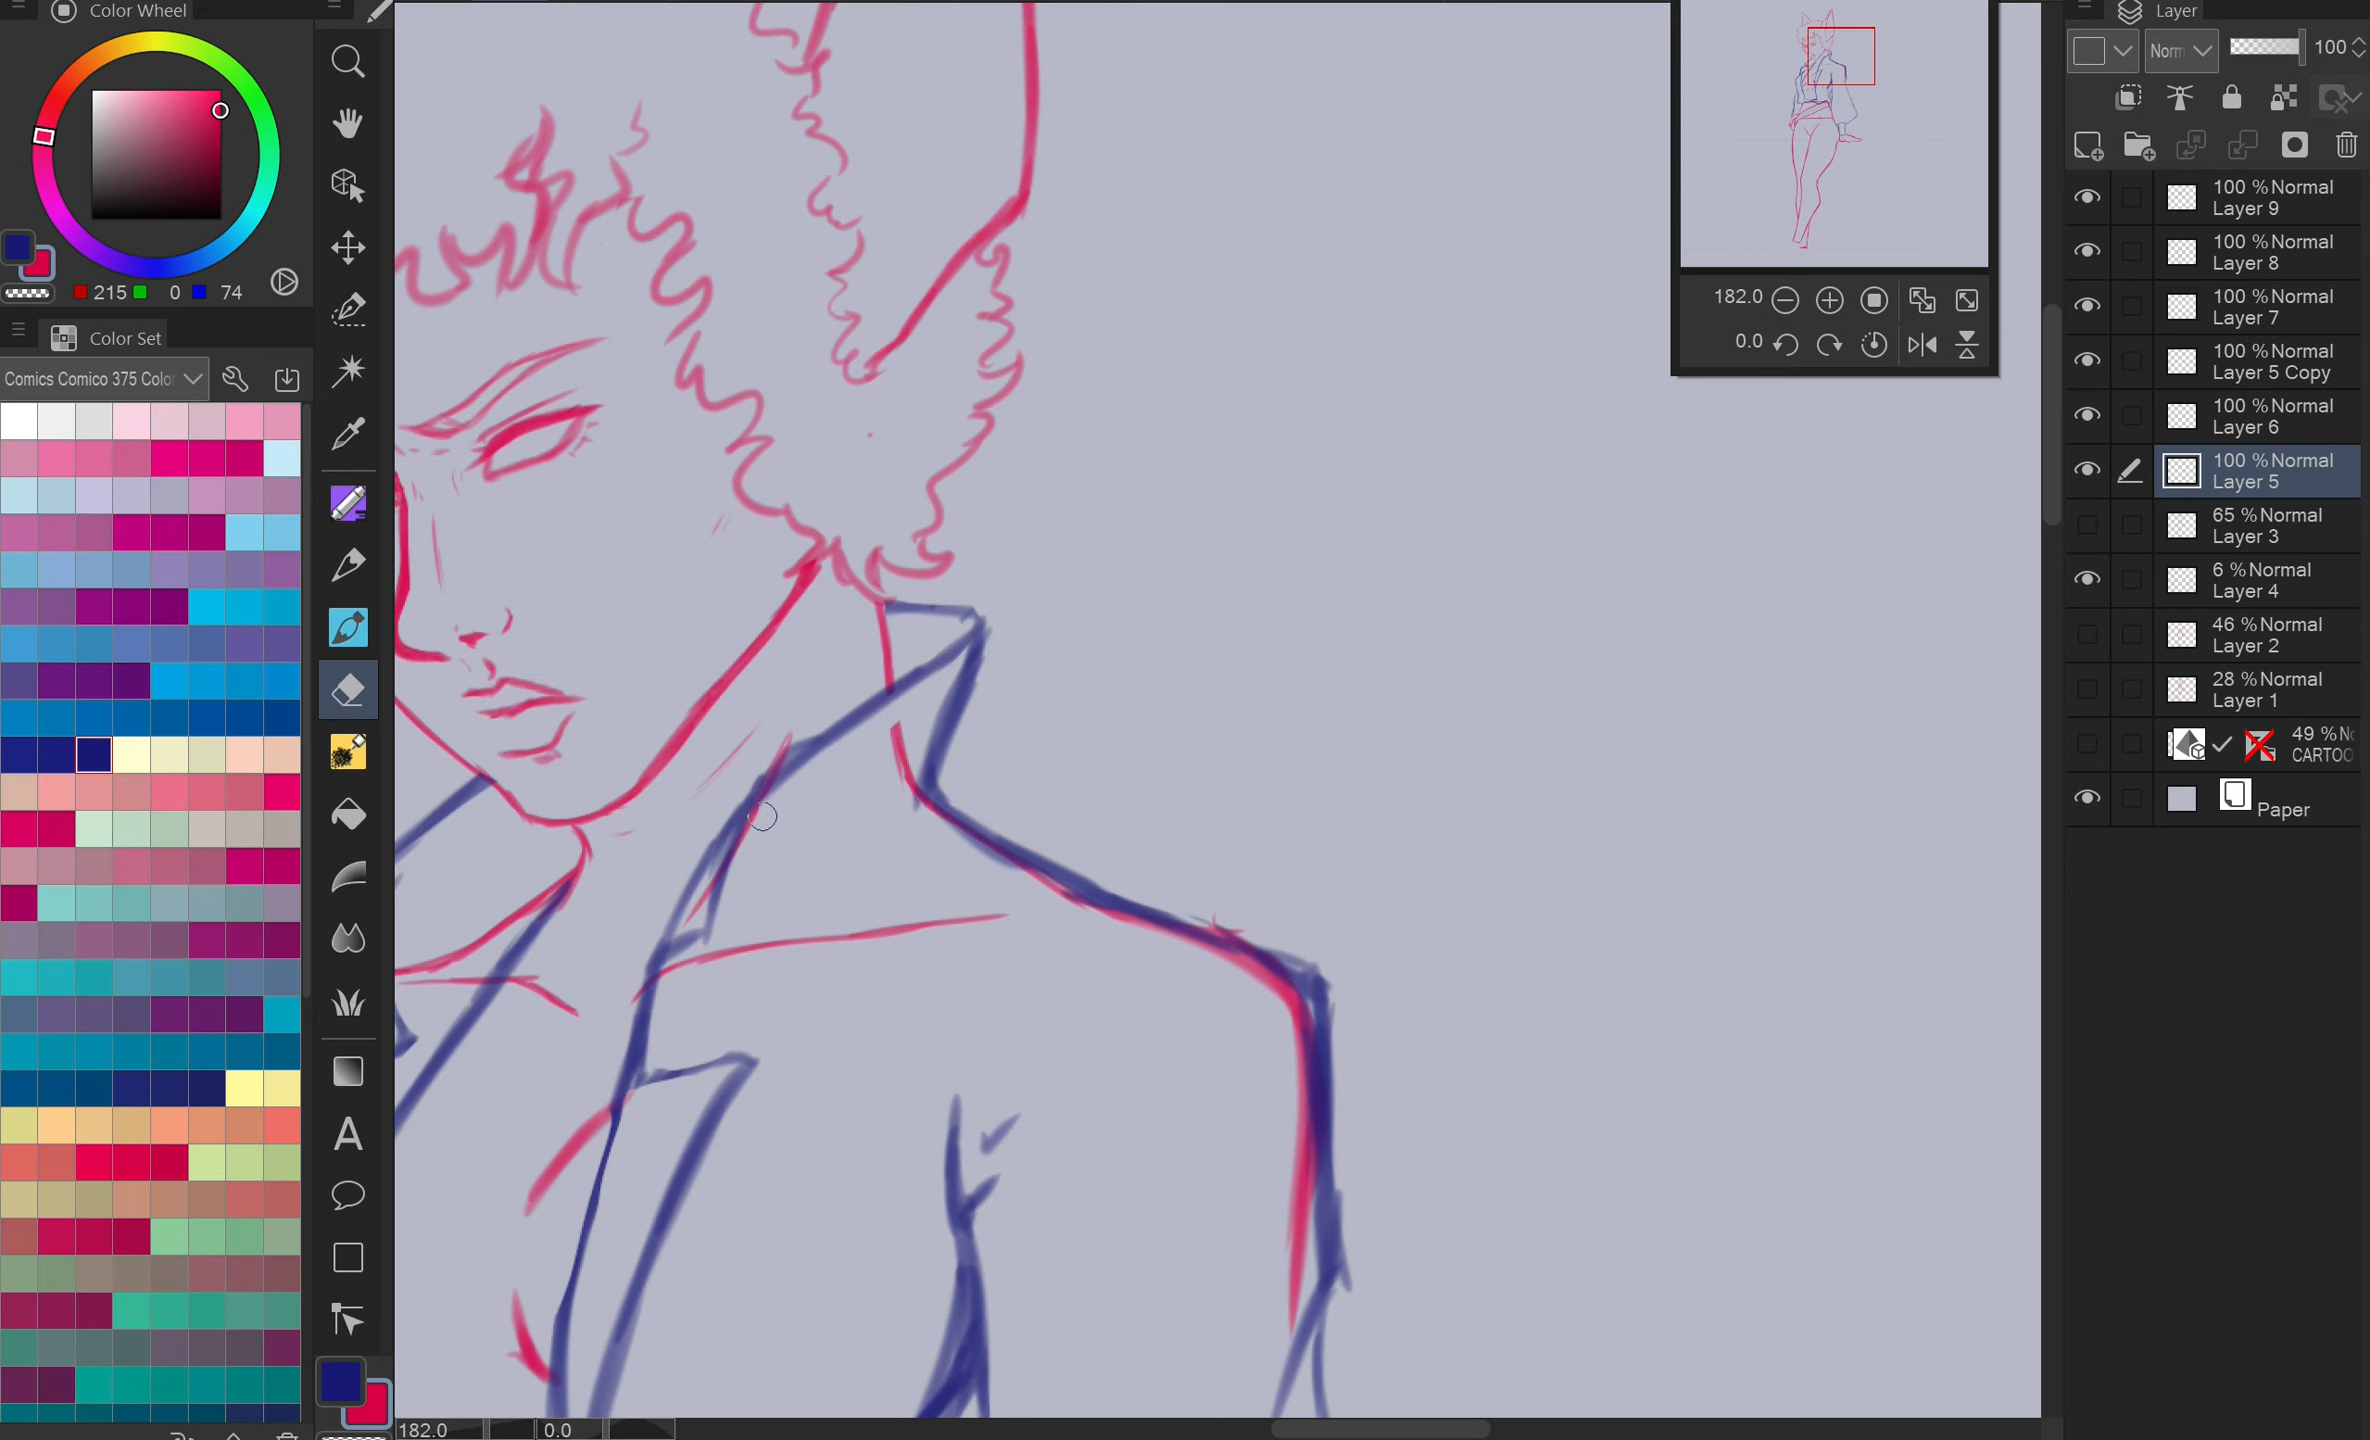 Color Wheel
215 0 74
Color Set
Comics Comico 375 Color
A
182.0 0.0
182.0
0.0
Layer
Norm 100
100 %Normal
Layer 9
100 %Normal
Layer 8
100 %Normal
Layer 7
100 %Normal
Layer 5 Copy
100 %Normal
Layer 6
100 %Normal
Layer 5
65 %Normal
Layer 3
6 %Normal
Layer 4
46 %Normal
Layer 2
28 %Normal
Layer 1
49 %No
CARTOO
Paper